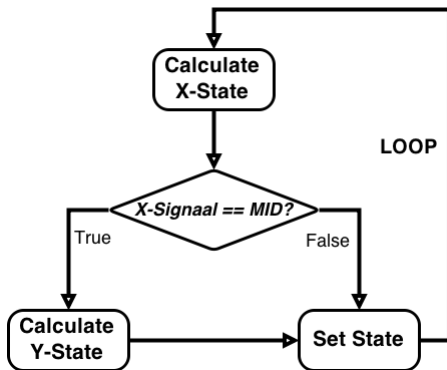 Calculate
X-State
LOOP
X-Signaal == MID?
True
False
Calculate
Y-State
Set State